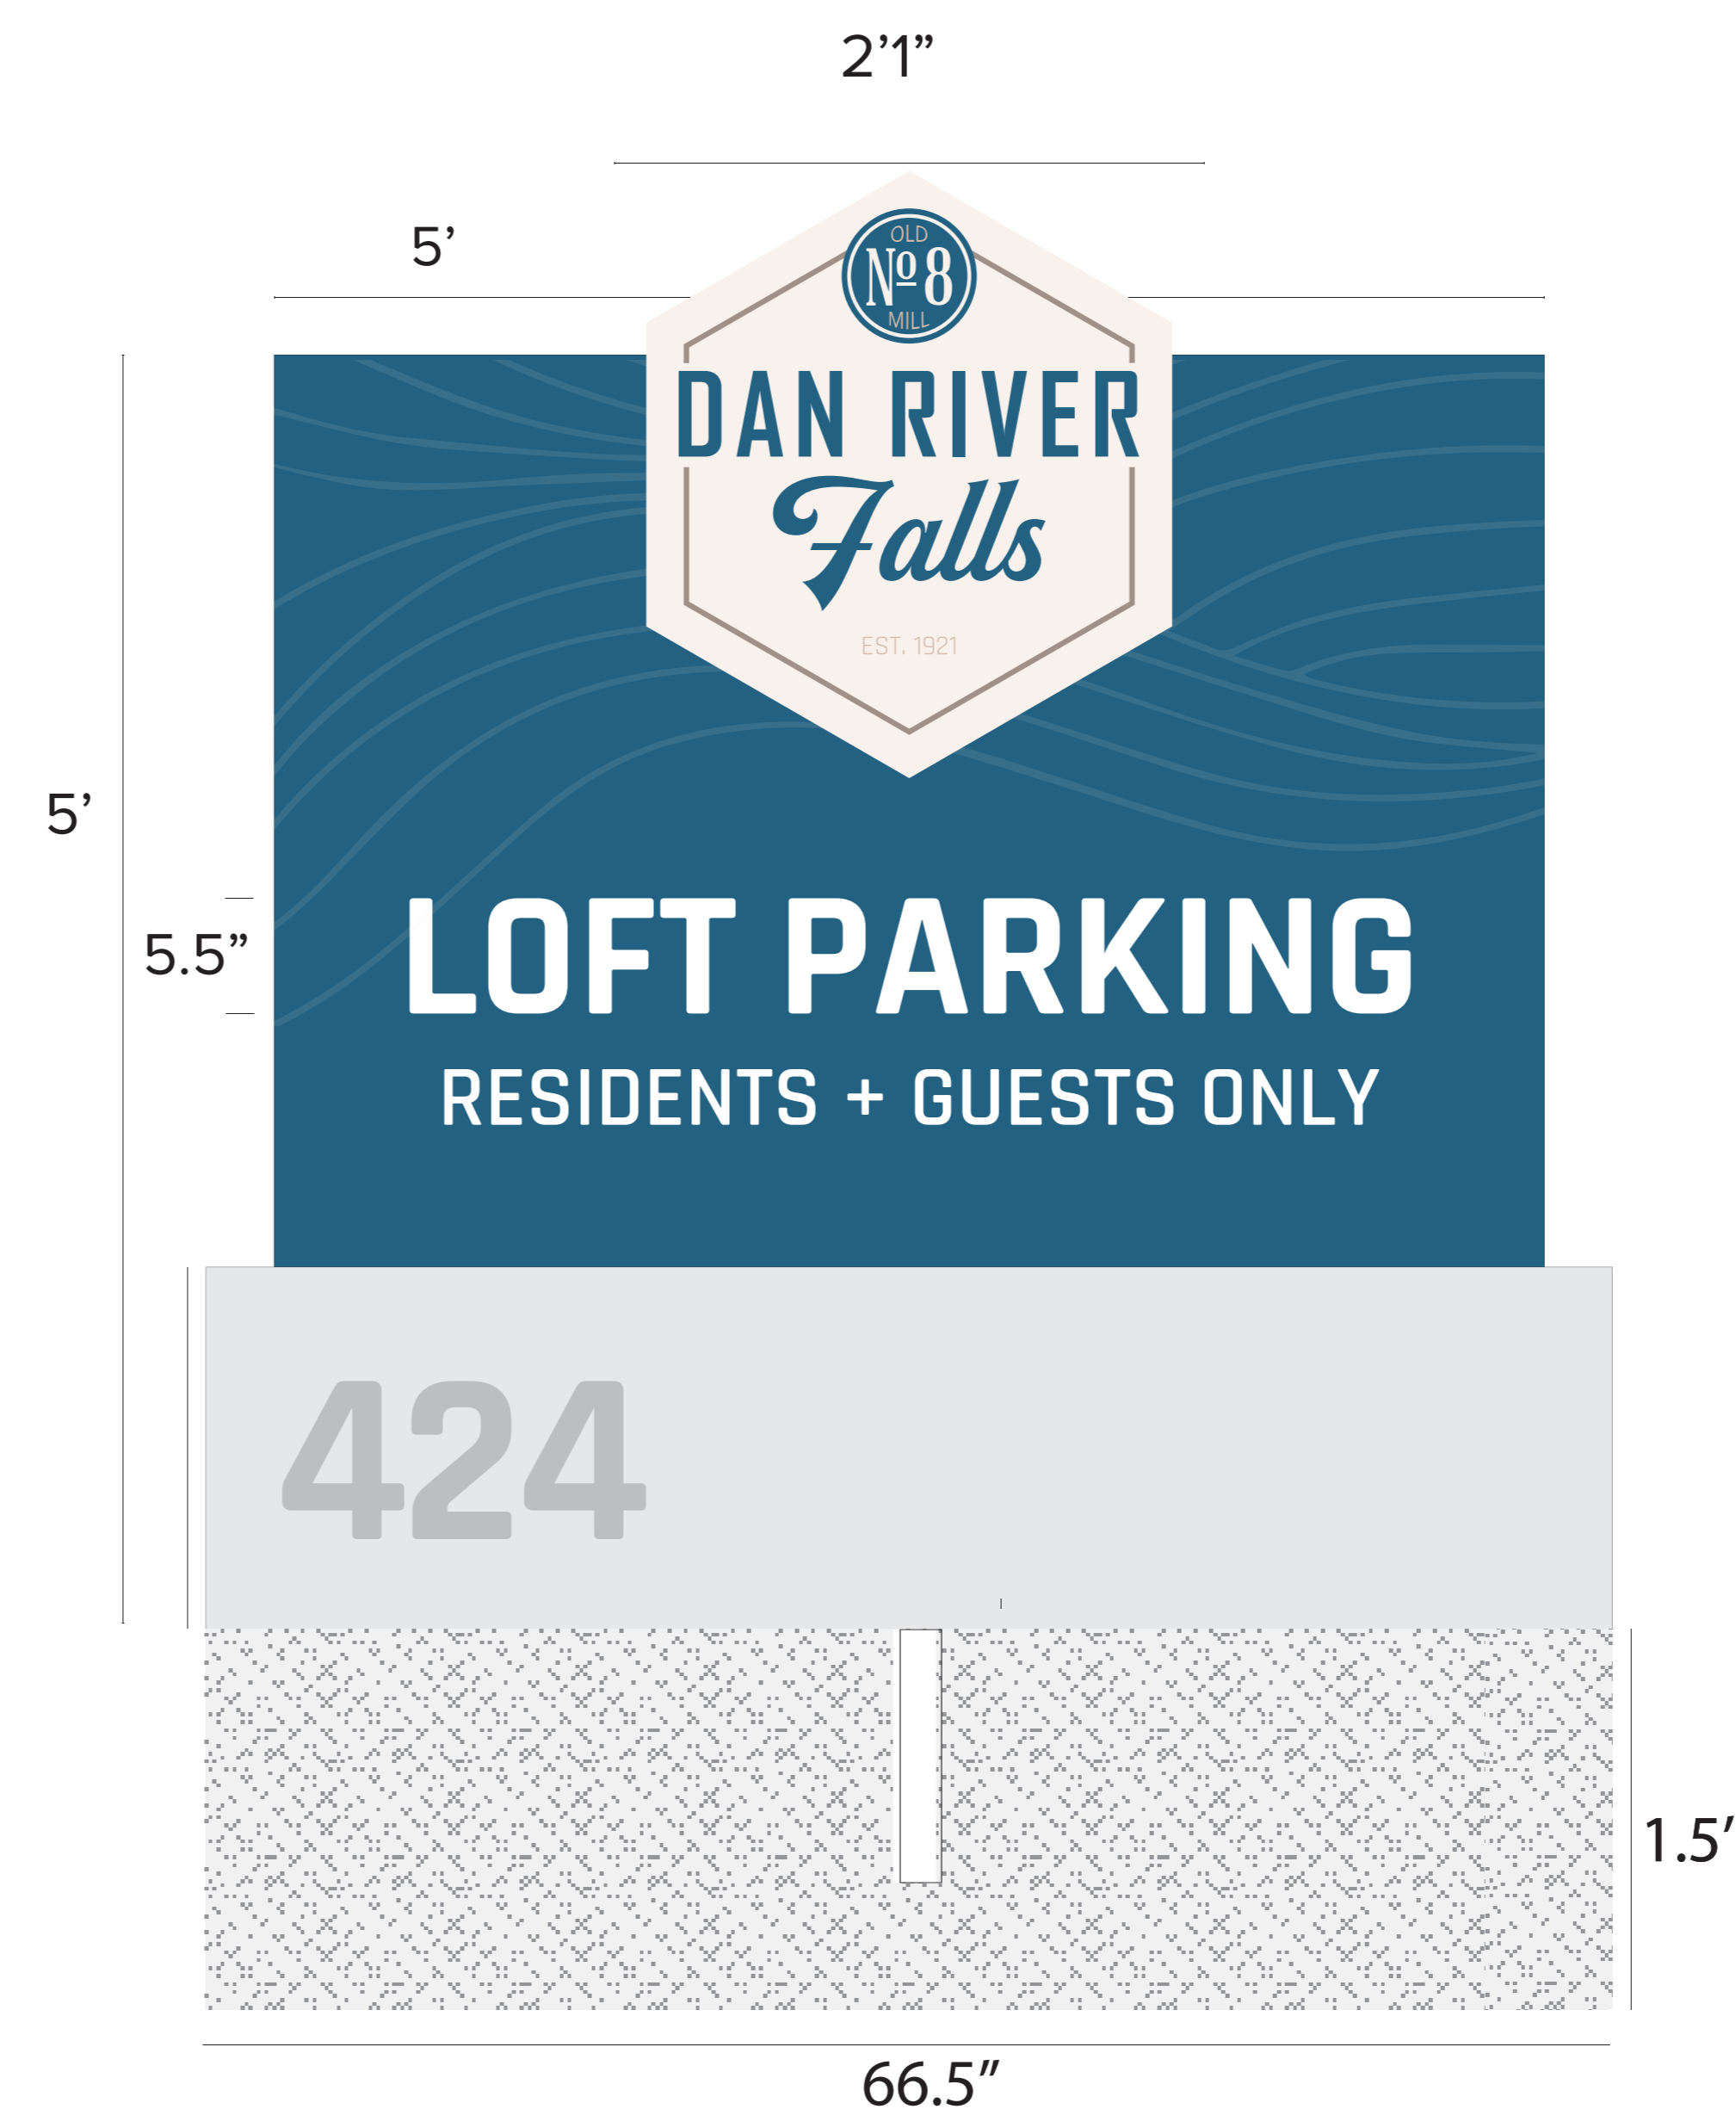 2’1”
5’
OLD
Nº8
MILL
DAN RIVER
Falls
EST. 1921
5’
5.5”
LOFT PARKING
RESIDENTS + GUESTS ONLY
424
1.5’
66.5”